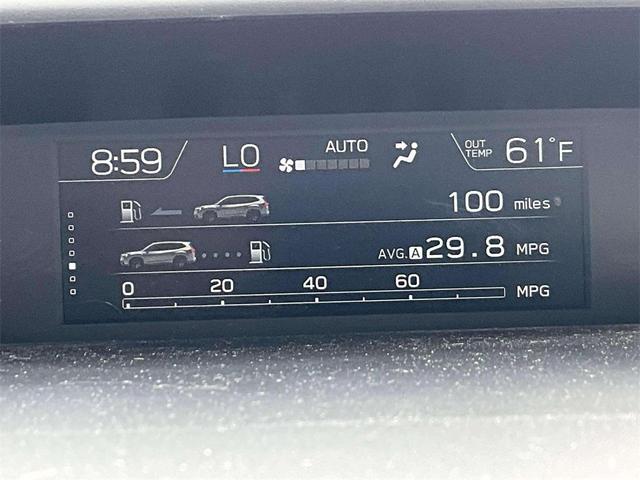 8:59 LO AUTO OUT TEMP 61°F
100 miles
AVG. A 29.8 MPG
0 20 40 60 MPG